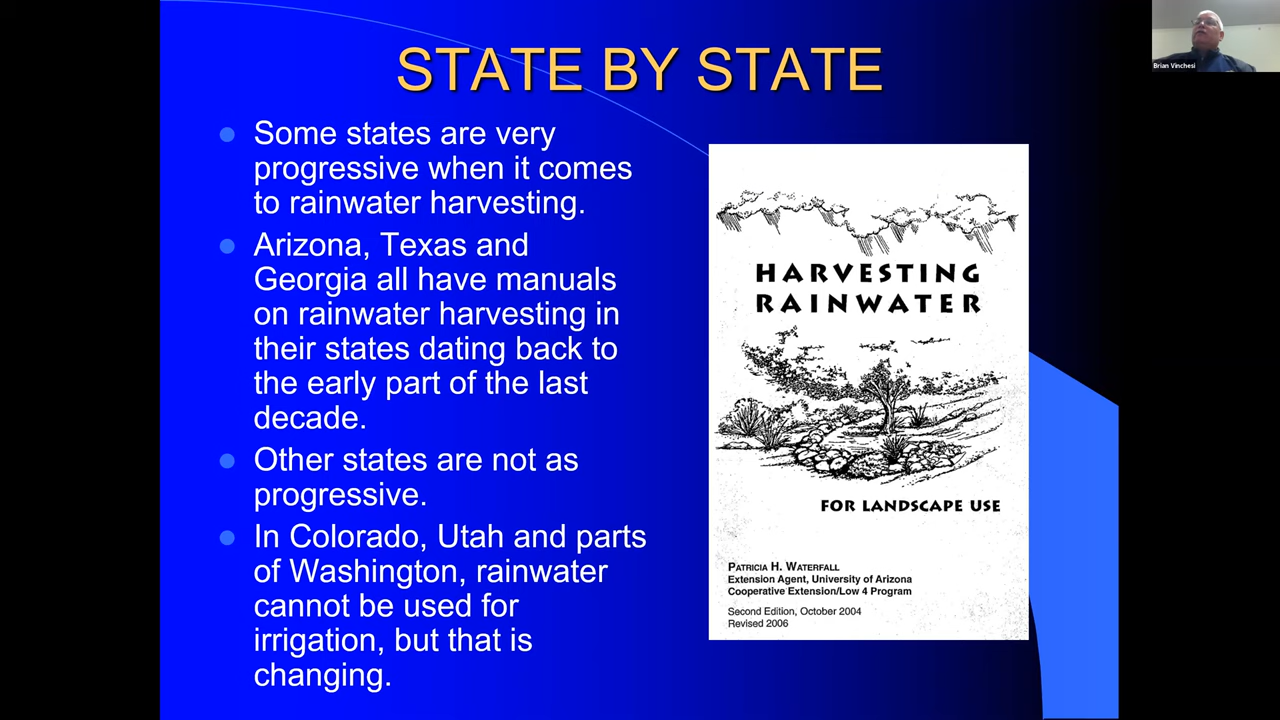 STATE BY STATE
Some states are very
progressive when it comes
to rainwater harvesting.
Arizona, Texas and
Georgia all have manuals
on rainwater harvesting in
their states dating back to
the early part of the last
decade.
Other states are not as
progressive.
In Colorado, Utah and parts
of Washington, rainwater
cannot be used for
irrigation, but that is
changing.
HARVESTING
RAINWATER
FOR LANDSCAPE USE
PATRICIA H. WATERFALL
Extension Agent, University of Arizona
Cooperative Extension/Low 4 Program
Second Edition, October 2004
Revised 2006
Brian Vinchesi